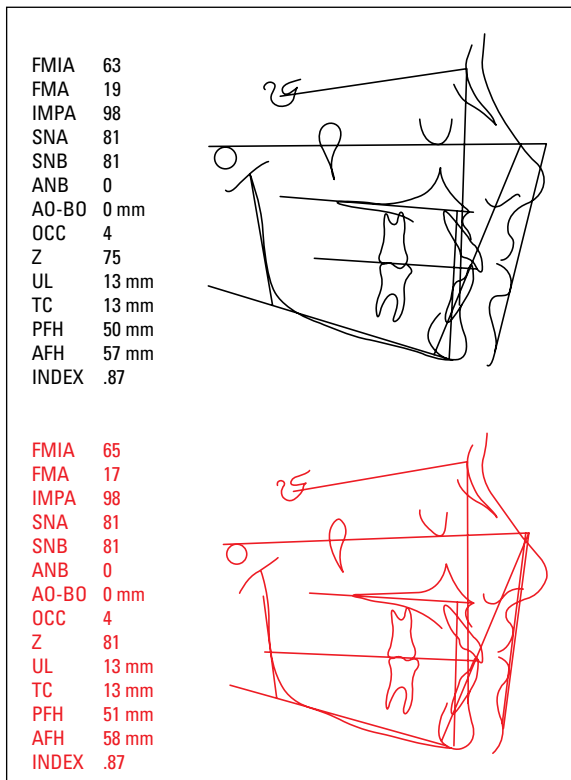 FMIA 63
FMA 19
IMPA 98
SNA 81
SNB 81
ANB 0
AO-BO 0 mm
OCC 4
Z 75
UL 13 mm
TC 13 mm
PFH 50 mm
AFH 57 mm
INDEX .87
FMIA 65
FMA 17
IMPA 98
SNA 81
SNB 81
ANB 0
AO-BO 0 mm
OCC 4
Z 81
UL 13 mm
TC 13 mm
PFH 51 mm
AFH 58 mm
INDEX .87